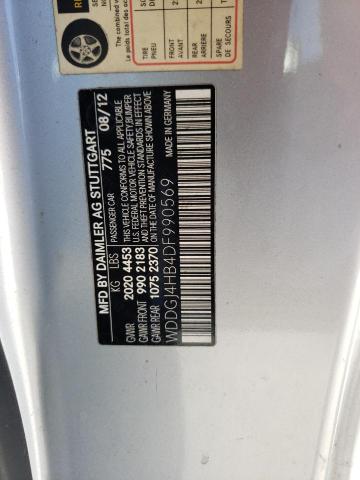 MFD BY DAIMLER AG STUTTGART
KG LBS PASSENGER CAR 775 08/12
GVWR 2020 4453 THIS VEHICLE CONFORMS TO ALL APPLICABLE
GAWR FRONT 990 2183 U.S. FEDERAL MOTOR VEHICLE SAFETY, BUMPER
GAWR REAR 1075 2370 AND THEFT PREVENTION STANDARDS IN EFFECT
ON THE DATE OF MANUFACTURE SHOWN ABOVE
WDDGJ4HB4DF990569 MADE IN GERMANY
The combined
TIRE
PNEU
FRONT
AVANT
REAR
ARRIERE
SPARE
DE SECOURS